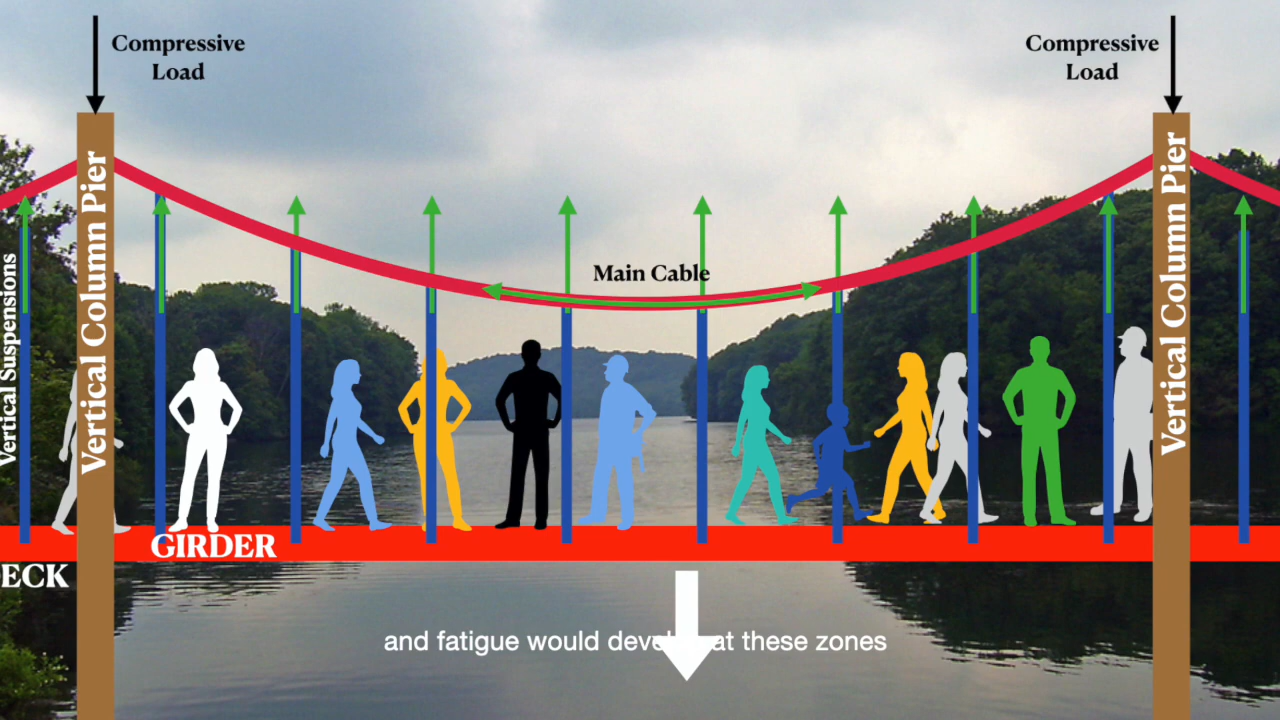 Compressive
Load
Compressive
Load
Vertical Column Pier
Vertical Column Pier
Vertical Suspensions
Main Cable
GIRDER
ECK
and fatigue would at these zones